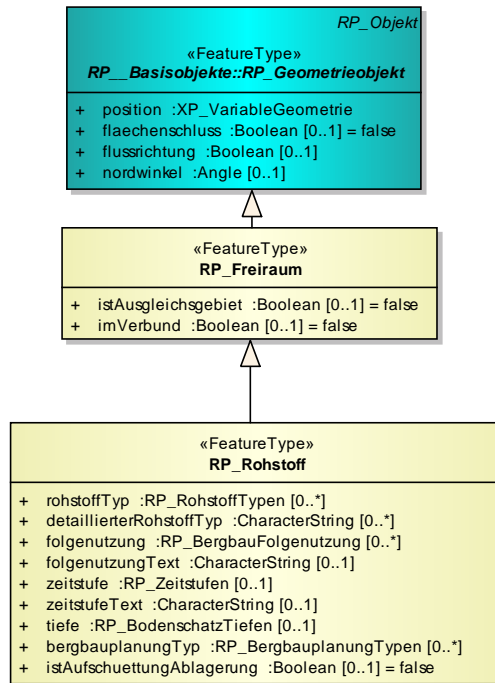 RP_Objekt
«FeatureType»
RP__Basisobjekte::RP_Geometrieobjekt
+ position :XP_VariableGeometrie
+ flaechenschluss :Boolean [0..1] = false
+ flussrichtung :Boolean [0..1]
+ nordwinkel :Angle [0..1]
«FeatureType»
RP_Freiraum
+ istAusgleichsgebiet :Boolean [0..1] = false
+ imVerbund :Boolean [0..1] = false
«FeatureType»
RP_Rohstoff
+ rohstoffTyp :RP_RohstoffTypen [0..*]
+ detaillierterRohstoffTyp :CharacterString [0..*]
+ folgenutzung :RP_BergbauFolgenutzung [0..*]
+ folgenutzungText :CharacterString [0..1]
+ zeitstufe :RP_Zeitstufen [0..1]
+ zeitstufeText :CharacterString [0..1]
+ tiefe :RP_BodenschatzTiefen [0..1]
+ bergbauplanungTyp :RP_BergbauplanungTypen [0..*]
+ istAufschuettungAblagerung :Boolean [0..1] = false